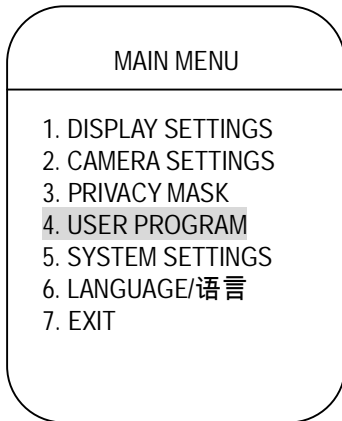 MAIN MENU
1. DISPLAY SETTINGS
2. CAMERA SETTINGS
3. PRIVACY MASK
4. USER PROGRAM
5. SYSTEM SETTINGS
6. LANGUAGE/语言
7. EXIT